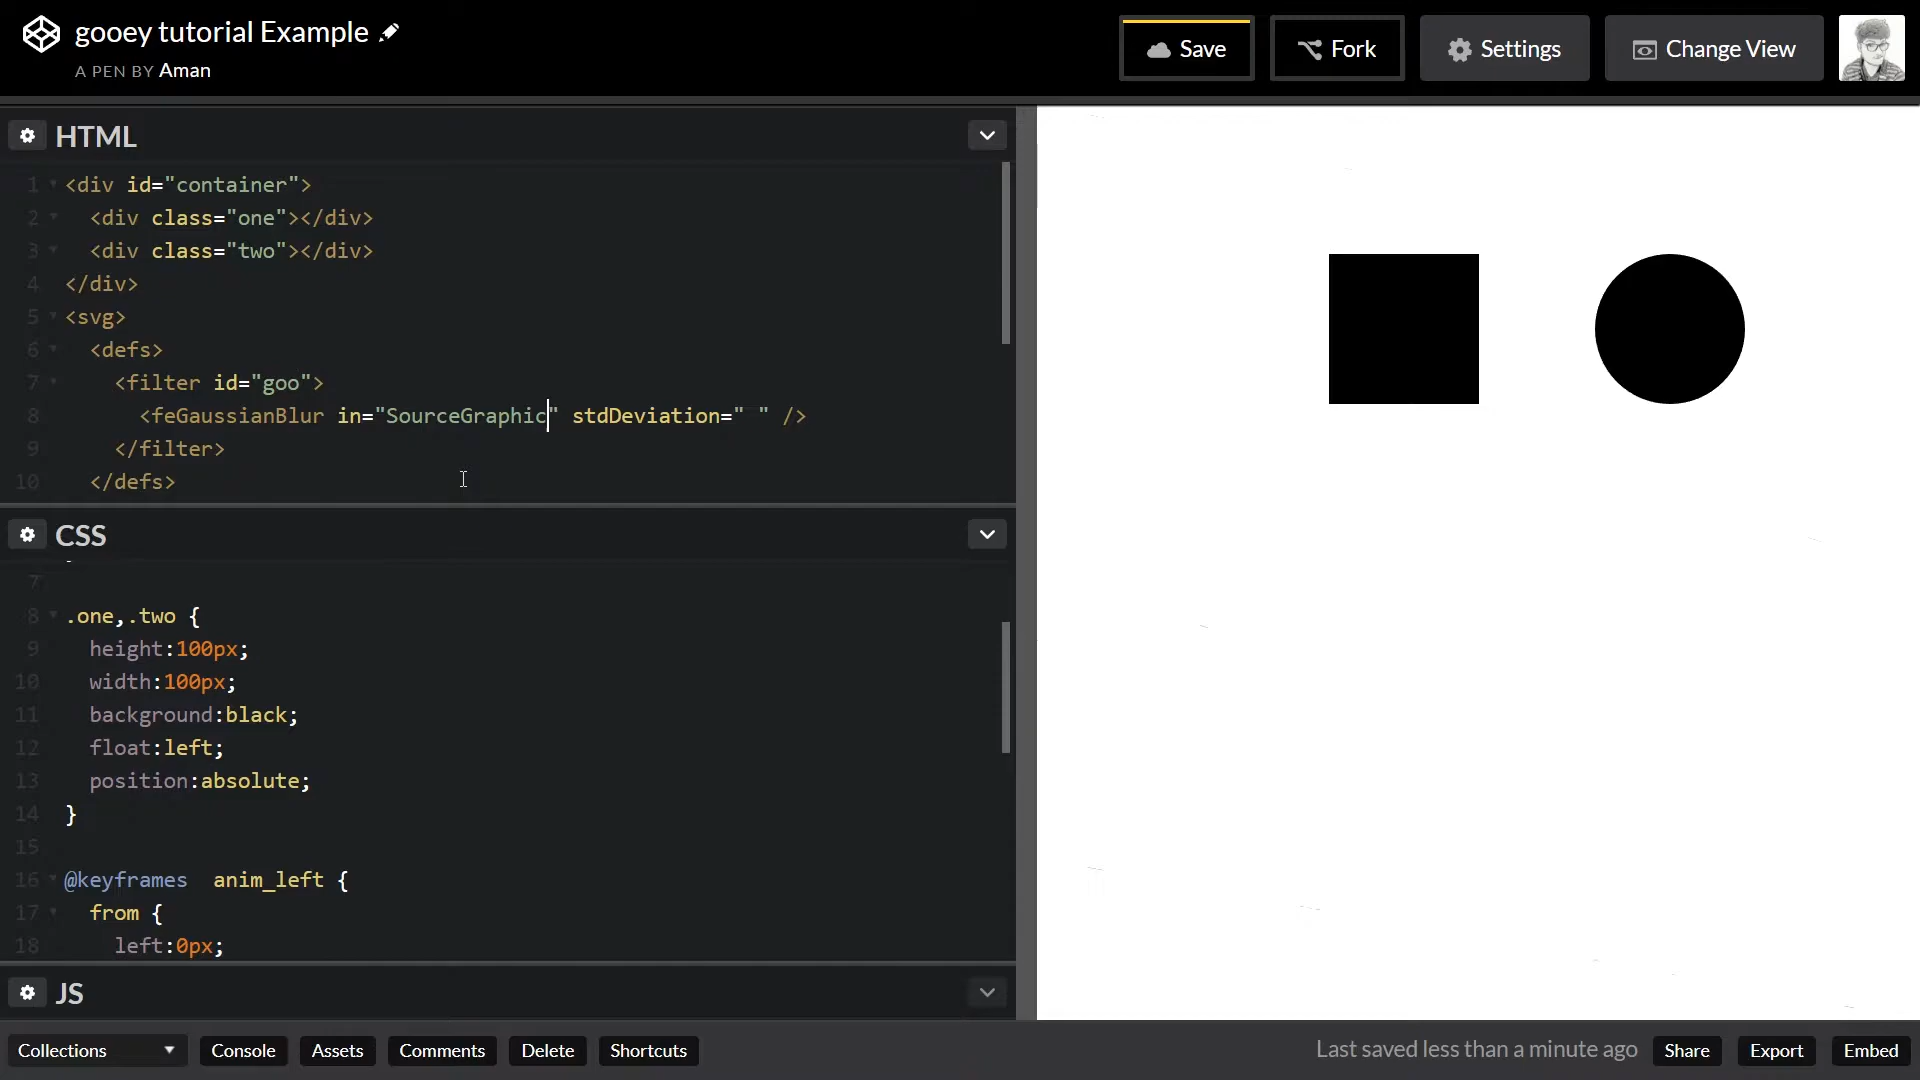 gooey tutorial Example
A PEN BY Aman
Save
Fork
Settings
Change View
HTML
1 <div id="container">
2 <div class="one"></div>
3 <div class="two"></div>
4 </div>
5 <svg>
6 <defs>
7 <filter id="goo">
8 <feGaussianBlur in="SourceGraphic" stdDeviation=" " />
9 </filter>
10 </defs>
CSS
7
8 .one,.two {
9 height:100px;
10 width:100px;
11 background:black;
12 float:left;
13 position:absolute;
14 }
15
16 @keyframes anim_left {
17 from {
18 left:0px;
JS
Collections
Console
Assets
Comments
Delete
Shortcuts
Last saved less than a minute ago
Share
Export
Embed